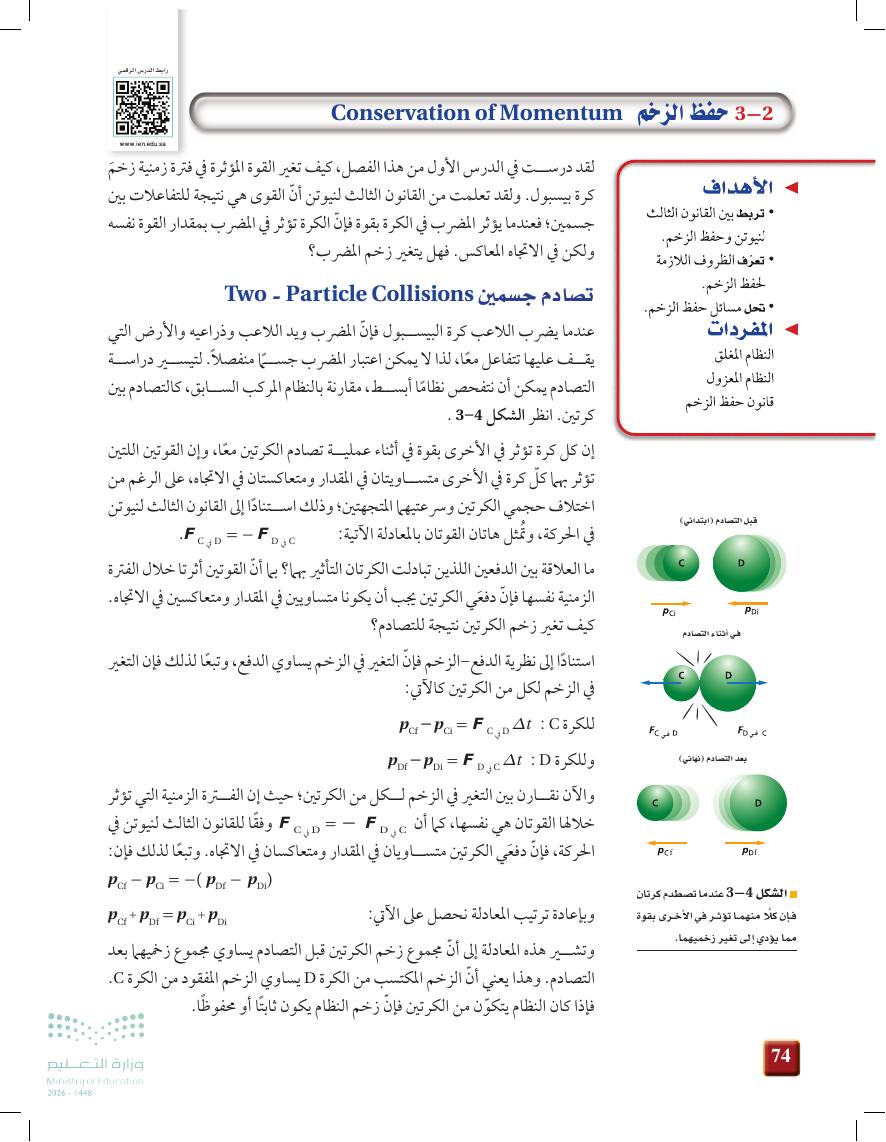 رابط الدرس الرقمي
www.ien.edu.sa
3–2 حفظ الزخم Conservation of Momentum
الأهداف
• تربط بين القانون الثالث
لنيوتن وحفظ الزخم.
• تعرّف الظروف اللازمة
لحفظ الزخم.
• تحل مسائل حفظ الزخم.
المفردات
النظام المغلق
النظام المعزول
قانون حفظ الزخم
لقد درست في الدرس الأول من هذا الفصل، كيف تغير القوة المؤثرة في فترة زمنية زخمَ
كرة بيسبول. ولقد تعلمت من القانون الثالث لنيوتن أنّ القوى هي نتيجة للتفاعلات بين
جسمين؛ فعندما يؤثر المضرب في الكرة بقوة فإنّ الكرة تؤثر في المضرب بمقدار القوة نفسه
ولكن في الاتجاه المعاكس. فهل يتغير زخم المضرب؟
تصادم جسمين Two - Particle Collisions
عندما يضرب اللاعب كرة البيسبول فإنّ المضرب ويد اللاعب وذراعيه والأرض التي
يقف عليها تتفاعل معًا، لذا لا يمكن اعتبار المضرب جسمًا منفصلاً. لتيسير دراسة
التصادم يمكن أن نتفحص نظامًا أبسط، مقارنة بالنظام المركب السابق، كالتصادم بين
كرتين. انظر الشكل 4–3 .
إن كل كرة تؤثر في الأخرى بقوة في أثناء عملية تصادم الكرتين معًا، وإن القوتين اللتين
تؤثر بهما كلّ كرة في الأخرى متساويتان في المقدار ومتعاكستان في الاتجاه، على الرغم من
اختلاف حجمي الكرتين وسرعتيهما المتجهتين؛ وذلك استنادًا إلى القانون الثالث لنيوتن
في الحركة، وتُمثل هاتان القوتان بالمعادلة الآتية: F C في D = − F D في C.
ما العلاقة بين الدفعين اللذين تبادلت الكرتان التأثير بهما؟ بما أنّ القوتين أثرتا خلال الفترة
الزمنية نفسها فإنّ دفعَي الكرتين يجب أن يكونا متساويين في المقدار ومتعاكسين في الاتجاه.
كيف تغير زخم الكرتين نتيجة للتصادم؟
استنادًا إلى نظرية الدفع–الزخم فإنّ التغير في الزخم يساوي الدفع، وتبعًا لذلك فإن التغير
في الزخم لكل من الكرتين كالآتي:
للكرة C : pCf − pCi = F C في D Δt
وللكرة D : pDf − pDi = F D في C Δt
والآن نقارن بين التغير في الزخم لكل من الكرتين؛ حيث إن الفترة الزمنية التي تؤثر
خلالها القوتان هي نفسها، كما أن F C في D = − F D في C وفقًا للقانون الثالث لنيوتن في
الحركة، فإنّ دفعَي الكرتين متساويان في المقدار ومتعاكسان في الاتجاه. وتبعًا لذلك فإن:
pCf − pCi = −( pDf − pDi)
وبإعادة ترتيب المعادلة نحصل على الآتي: pCf + pDf = pCi + pDi
وتشير هذه المعادلة إلى أنّ مجموع زخم الكرتين قبل التصادم يساوي مجموع زخميهما بعد
التصادم. وهذا يعني أنّ الزخم المكتسب من الكرة D يساوي الزخم المفقود من الكرة C.
فإذا كان النظام يتكوّن من الكرتين فإنّ زخم النظام يكون ثابتًا أو محفوظًا.
قبل التصادم (ابتدائي)
C D
pCi pDi
في أثناء التصادم
C D
FC في D FD في C
بعد التصادم (نهائي)
C D
pCf pDf
الشكل 4–3 عندما تصطدم كرتان
فإن كلًّا منهما تؤثر في الأخرى بقوة
مما يؤدي إلى تغير زخميهما.
وزارة التعليم
Ministry of Education
2026 - 1448
74